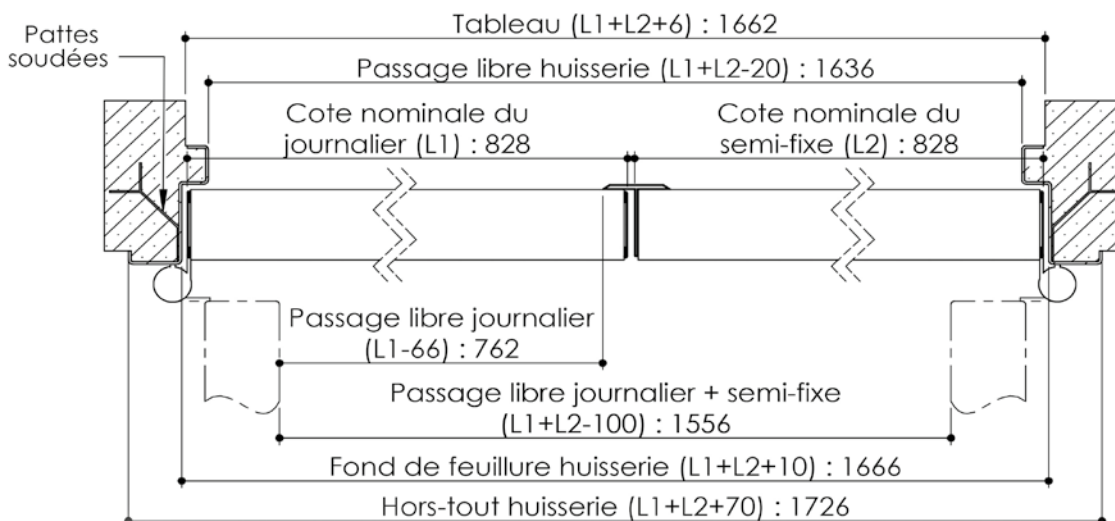 Tableau (L1+L2+6) : 1662
Pattes
soudées
Passage libre huisserie (L1+L2-20) : 1636
Cote nominale du
journalier (L1) : 828
Cote nominale du
semi-fixe (L2) : 828
Passage libre journalier
(L1-66) : 762
Passage libre journalier + semi-fixe
(L1+L2-100) : 1556
Fond de feuillure huisserie (L1+L2+10) : 1666
Hors-tout huisserie (L1+L2+70) : 1726